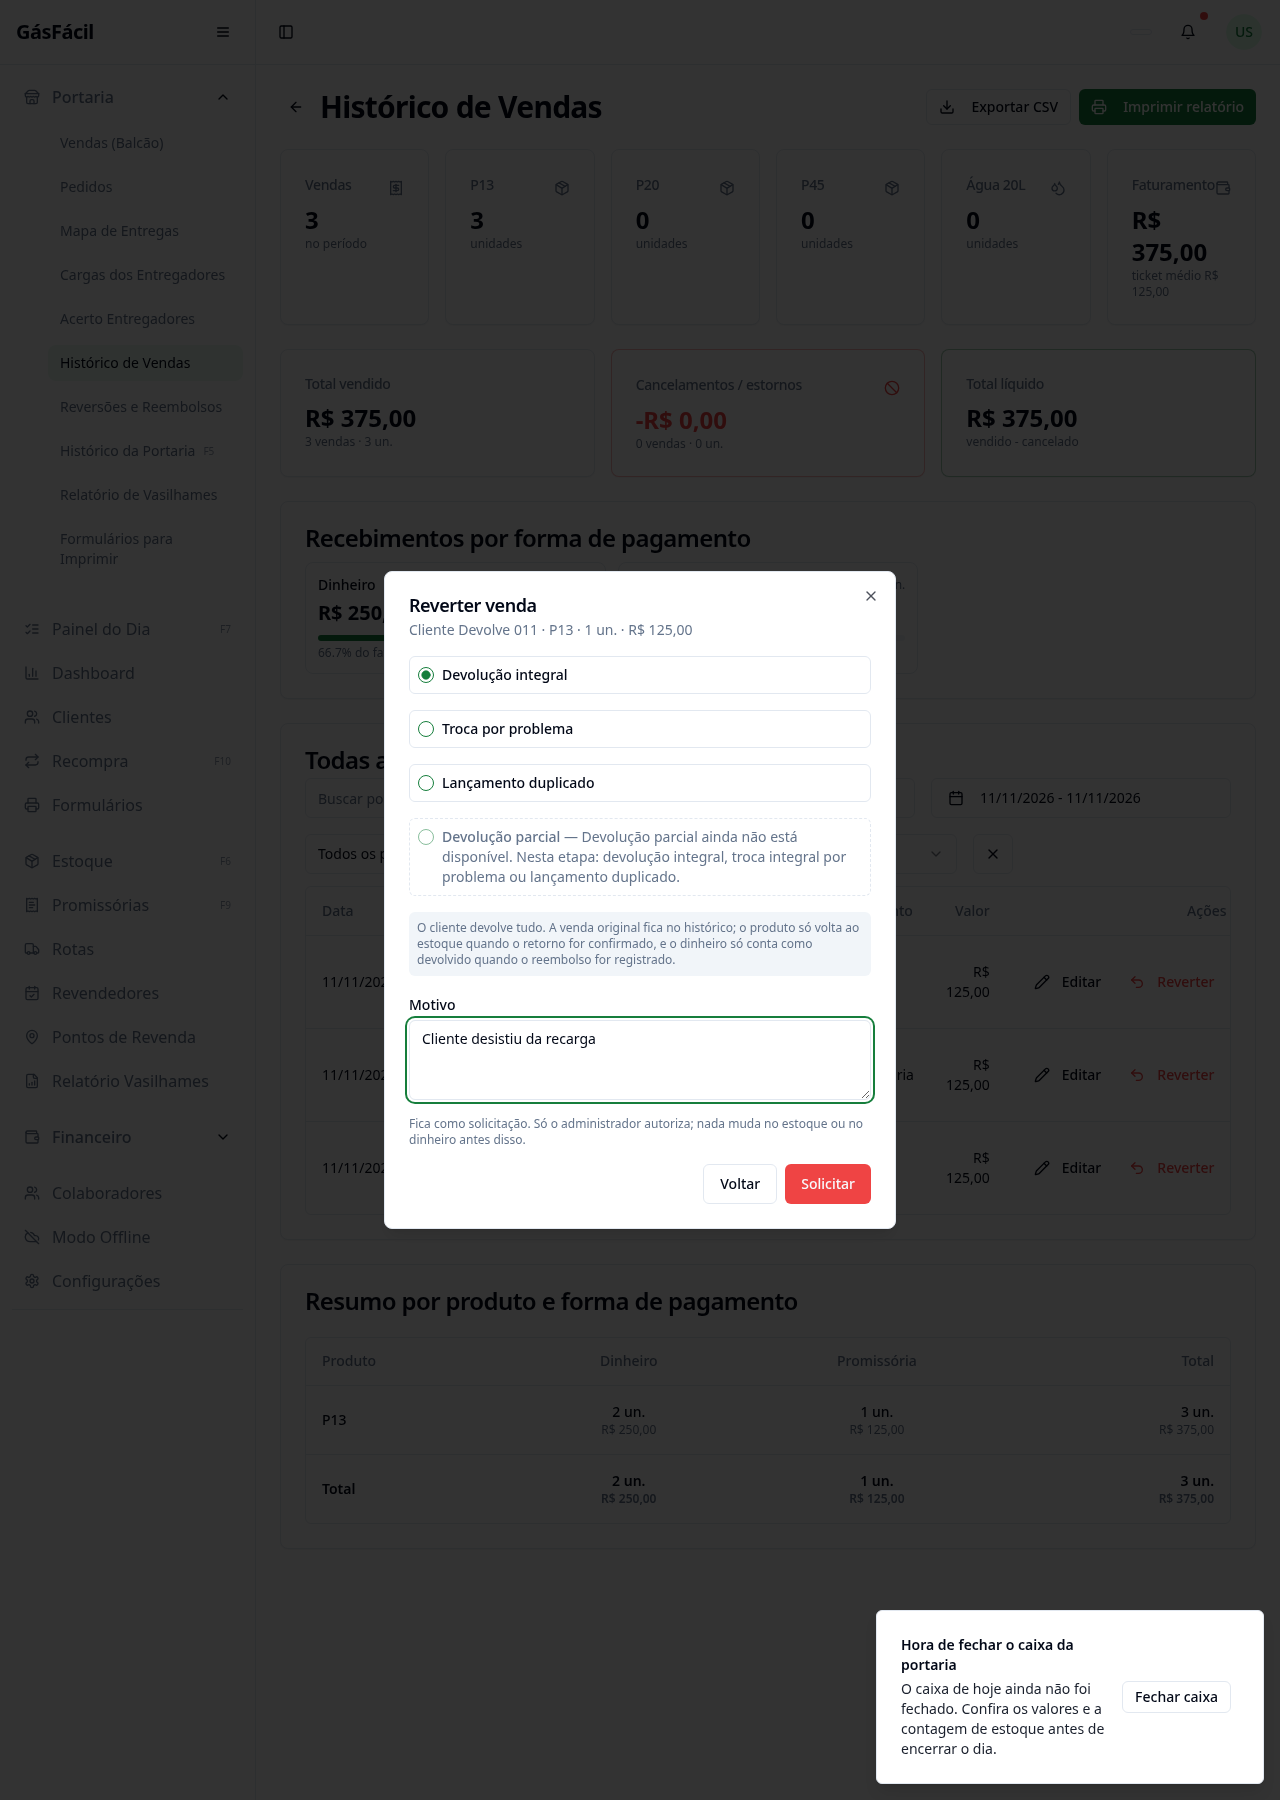 GásFácil
US
Portaria
Vendas (Balcão)
Pedidos
Mapa de Entregas
Cargas dos Entregadores
Acerto Entregadores
Histórico de Vendas
Reversões e Reembolsos
Histórico da Portaria F5
Relatório de Vasilhames
Formulários para
Imprimir
Painel do Dia F7
Dashboard
Clientes
Recompra F10
Formulários
Estoque F6
Promissórias F9
Rotas
Revendedores
Pontos de Revenda
Relatório Vasilhames
Financeiro
Colaboradores
Modo Offline
Configurações
Histórico de Vendas
Exportar CSV
Imprimir relatório
Vendas
3
no período
P13
3
unidades
P20
0
unidades
P45
0
unidades
Água 20L
0
unidades
Faturamento
R$
375,00
ticket médio R$
125,00
Total vendido
R$ 375,00
3 vendas · 3 un.
Cancelamentos / estornos
-R$ 0,00
0 vendas · 0 un.
Total líquido
R$ 375,00
vendido - cancelado
Recebimentos por forma de pagamento
Dinheiro
R$ 250,
66.7% do fa
Reverter venda
Cliente Devolve 011 · P13 · 1 un. · R$ 125,00
Devolução integral
Troca por problema
Lançamento duplicado
Devolução parcial — Devolução parcial ainda não está
disponível. Nesta etapa: devolução integral, troca integral por
problema ou lançamento duplicado.
O cliente devolve tudo. A venda original fica no histórico; o produto só volta ao
estoque quando o retorno for confirmado, e o dinheiro só conta como
devolvido quando o reembolso for registrado.
Motivo
Cliente desistiu da recarga
Fica como solicitação. Só o administrador autoriza; nada muda no estoque ou no
dinheiro antes disso.
Voltar
Solicitar
Todas a
Buscar po
11/11/2026 - 11/11/2026
Todos os p
Data
nto
Valor
Ações
11/11/202
R$
125,00
Editar
Reverter
11/11/202
ria
R$
125,00
Editar
Reverter
11/11/202
R$
125,00
Editar
Reverter
Resumo por produto e forma de pagamento
Produto Dinheiro Promissória Total
P13 2 un. 1 un. 3 un.
R$ 250,00 R$ 125,00 R$ 375,00
Total 2 un. 1 un. 3 un.
R$ 250,00 R$ 125,00 R$ 375,00
Hora de fechar o caixa da
portaria
O caixa de hoje ainda não foi
fechado. Confira os valores e a
contagem de estoque antes de
encerrar o dia.
Fechar caixa